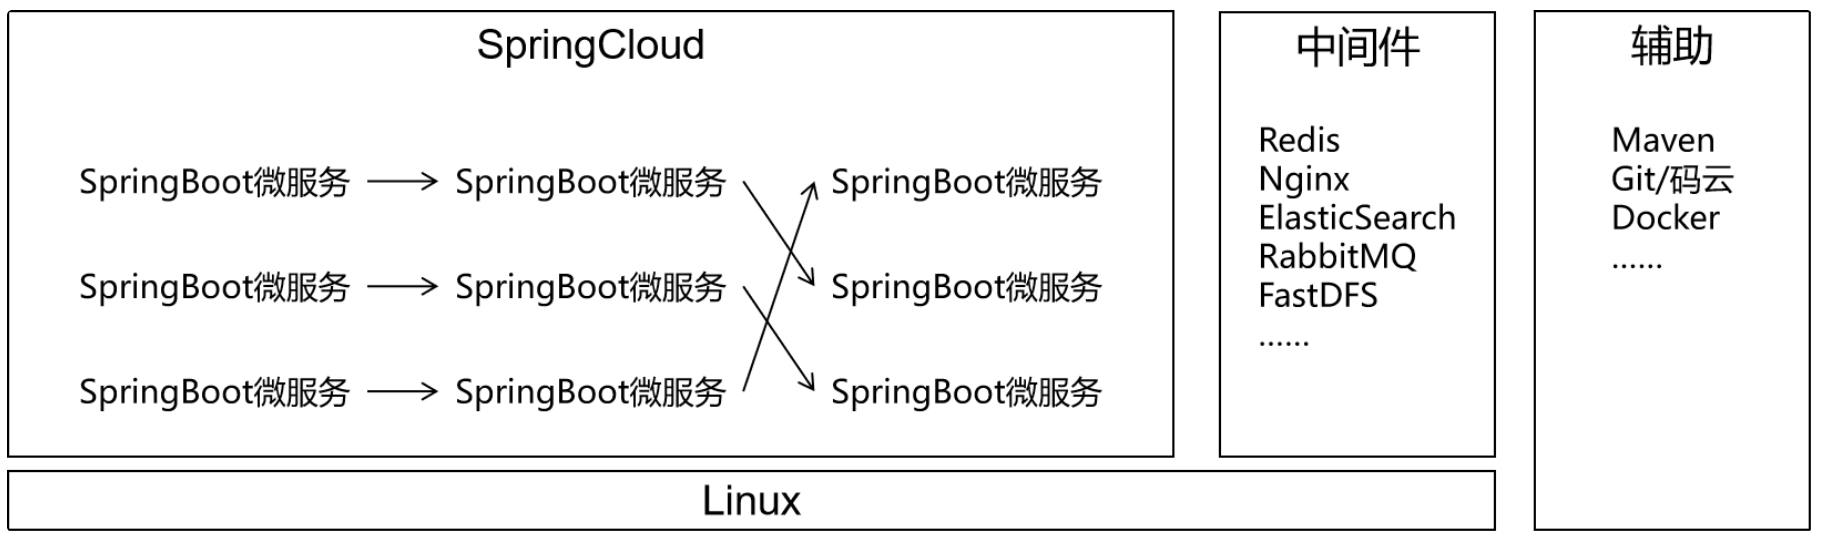 SpringCloud
SpringBoot微服务 SpringBoot微服务 SpringBoot微服务
SpringBoot微服务 SpringBoot微服务 SpringBoot微服务
SpringBoot微服务 SpringBoot微服务 SpringBoot微服务
中间件
Redis
Nginx
ElasticSearch
RabbitMQ
FastDFS
......
辅助
Maven
Git/码云
Docker
......
Linux